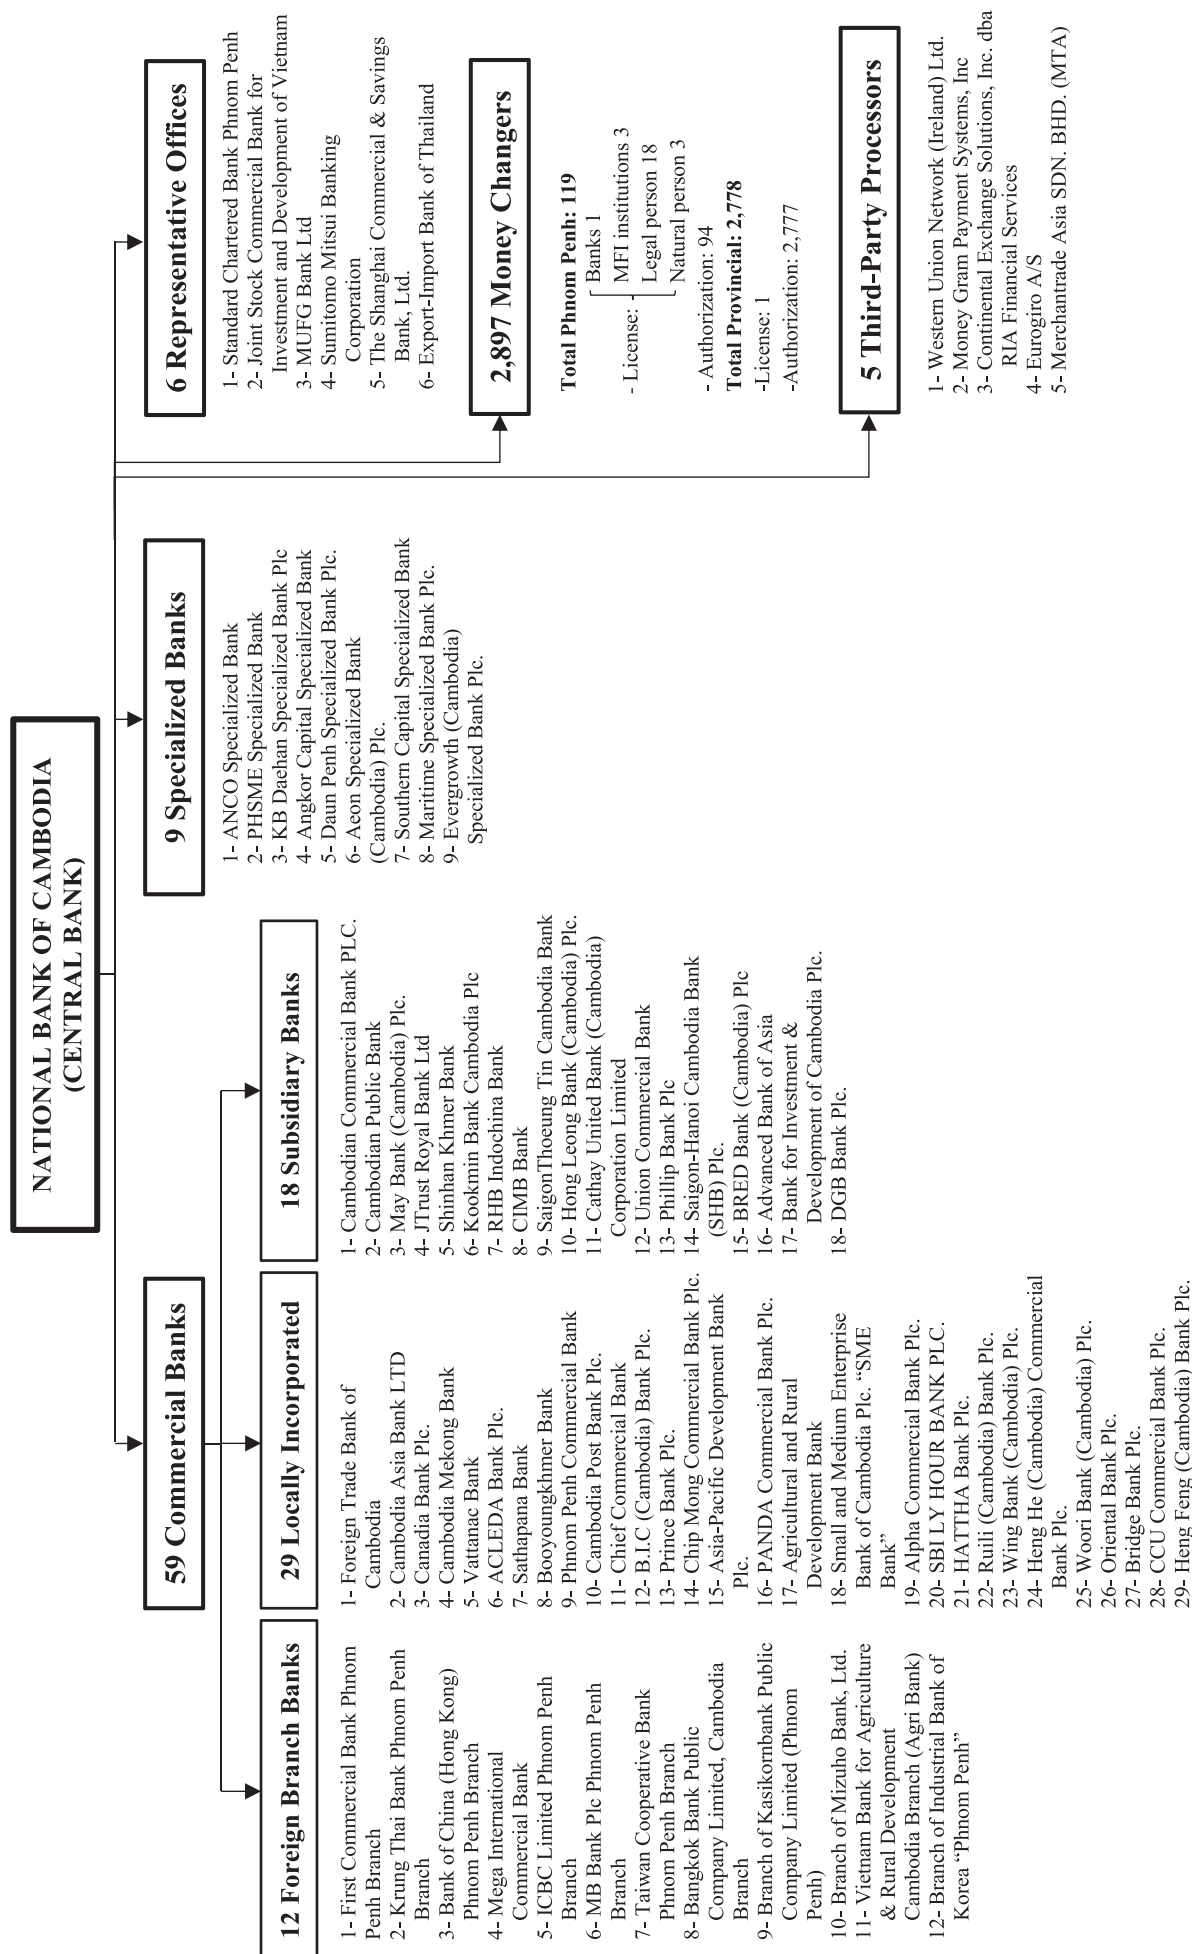 NATIONAL BANK OF CAMBODIA
(CENTRAL BANK)
59 Commercial Banks
12 Foreign Branch Banks
1- First Commercial Bank Phnom
Penh Branch
2- Krung Thai Bank Phnom Penh
Branch
3- Bank of China (Hong Kong)
Phnom Penh Branch
4- Mega International
Commercial Bank
5- ICBC Limited Phnom Penh
Branch
6- MB Bank Plc Phnom Penh
Branch
7- Taiwan Cooperative Bank
Phnom Penh Branch
8- Bangkok Bank Public
Company Limited, Cambodia
Branch
9- Branch of Kasikornbank Public
Company Limited (Phnom
Penh)
10- Branch of Mizuho Bank, Ltd.
11- Vietnam Bank for Agriculture
& Rural Development
Cambodia Branch (Agri Bank)
12- Branch of Industrial Bank of
Korea “Phnom Penh”
29 Locally Incorporated
1- Foreign Trade Bank of
Cambodia
2- Cambodia Asia Bank LTD
3- Canadia Bank Plc.
4- Cambodia Mekong Bank
5- Vattanac Bank
6- ACLEDA Bank Plc.
7- Sathapana Bank
8- Booyoungkhmer Bank
9- Phnom Penh Commercial Bank
10- Cambodia Post Bank Plc.
11- Chief Commercial Bank
12- B.I.C (Cambodia) Bank Plc.
13- Prince Bank Plc.
14- Chip Mong Commercial Bank Plc.
15- Asia-Pacific Development Bank
Plc.
16- PANDA Commercial Bank Plc.
17- Agricultural and Rural
Development Bank
18- Small and Medium Enterprise
Bank of Cambodia Plc. “SME
Bank”
19- Alpha Commercial Bank Plc.
20- SBI LY HOUR BANK PLC.
21- HATTHA Bank Plc.
22- Ruili (Cambodia) Bank Plc.
23- Wing Bank (Cambodia) Plc.
24- Heng He (Cambodia) Commercial
Bank Plc.
25- Woori Bank (Cambodia) Plc.
26- Oriental Bank Plc.
27- Bridge Bank Plc.
28- CCU Commercial Bank Plc.
29- Heng Feng (Cambodia) Bank Plc.
18 Subsidiary Banks
1- Cambodian Commercial Bank PLC.
2- Cambodian Public Bank
3- May Bank (Cambodia) Plc.
4- JTrust Royal Bank Ltd
5- Shinhan Khmer Bank
6- Kookmin Bank Cambodia Plc
7- RHB Indochina Bank
8- CIMB Bank
9- SaigonThoeung Tin Cambodia Bank
10- Hong Leong Bank (Cambodia) Plc.
11- Cathay United Bank (Cambodia)
Corporation Limited
12- Union Commercial Bank
13- Phillip Bank Plc
14- Saigon-Hanoi Cambodia Bank
(SHB) Plc.
15- BRED Bank (Cambodia) Plc
16- Advanced Bank of Asia
17- Bank for Investment &
Development of Cambodia Plc.
18- DGB Bank Plc.
9 Specialized Banks
1- ANCO Specialized Bank
2- PHSME Specialized Bank
3- KB Daehan Specialized Bank Plc
4- Angkor Capital Specialized Bank
5- Daun Penh Specialized Bank Plc.
6- Aeon Specialized Bank
(Cambodia) Plc.
7- Southern Capital Specialized Bank
8- Maritime Specialized Bank Plc.
9- Evergrowth (Cambodia)
Specialized Bank Plc.
6 Representative Offices
1- Standard Chartered Bank Phnom Penh
2- Joint Stock Commercial Bank for
Investment and Development of Vietnam
3- MUFG Bank Ltd
4- Sumitomo Mitsui Banking
Corporation
5- The Shanghai Commercial & Savings
Bank, Ltd.
6- Export-Import Bank of Thailand
2,897 Money Changers
Total Phnom Penh: 119
- License:
Banks 1
MFI institutions 3
Legal person 18
Natural person 3
- Authorization: 94
Total Provincial: 2,778
-License: 1
-Authorization: 2,777
5 Third-Party Processors
1- Western Union Network (Ireland) Ltd.
2- Money Gram Payment Systems, Inc
3- Continental Exchange Solutions, Inc. dba
RIA Financial Services
4- Eurogiro A/S
5- Merchantrade Asia SDN. BHD. (MTA)